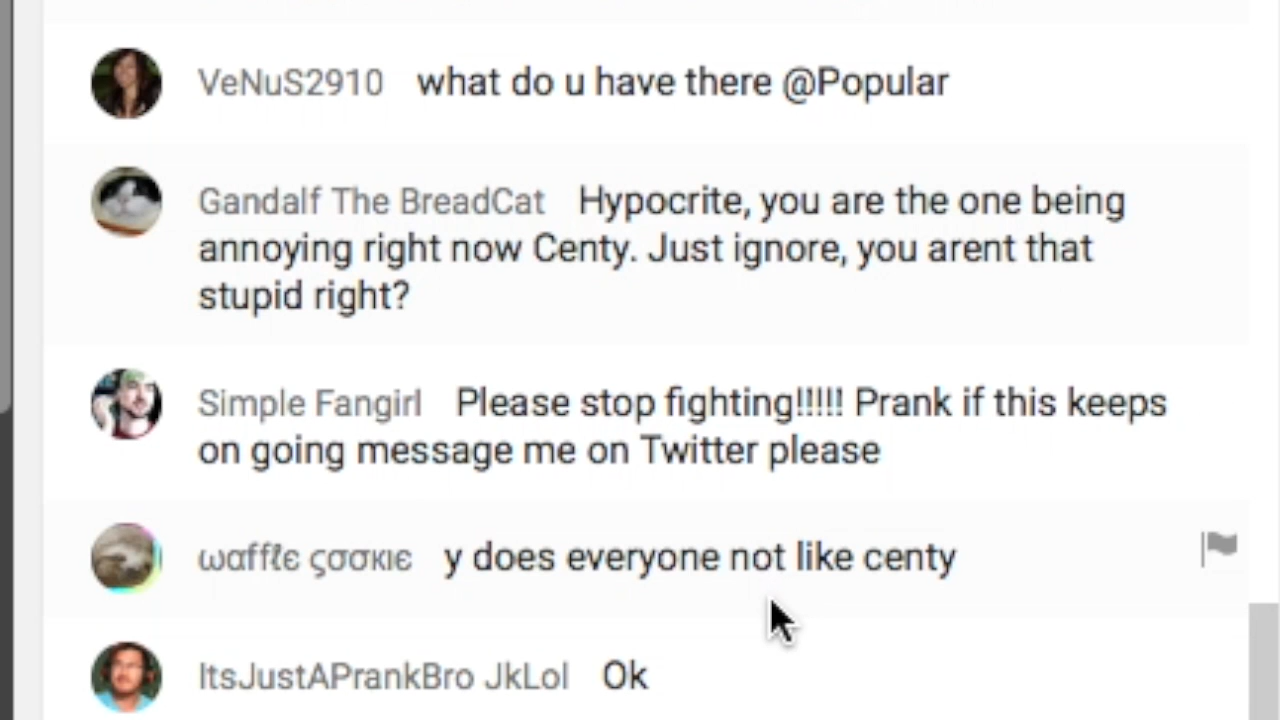 VeNuS2910 what do u have there @Popular
Gandalf The BreadCat Hypocrite, you are the one being
annoying right now Centy. Just ignore, you arent that
stupid right?
Simple Fangirl Please stop fighting!!!!! Prank if this keeps
on going message me on Twitter please
ωαffℓє ςσσкιє y does everyone not like centy
ItsJustAPrankBro JkLol Ok